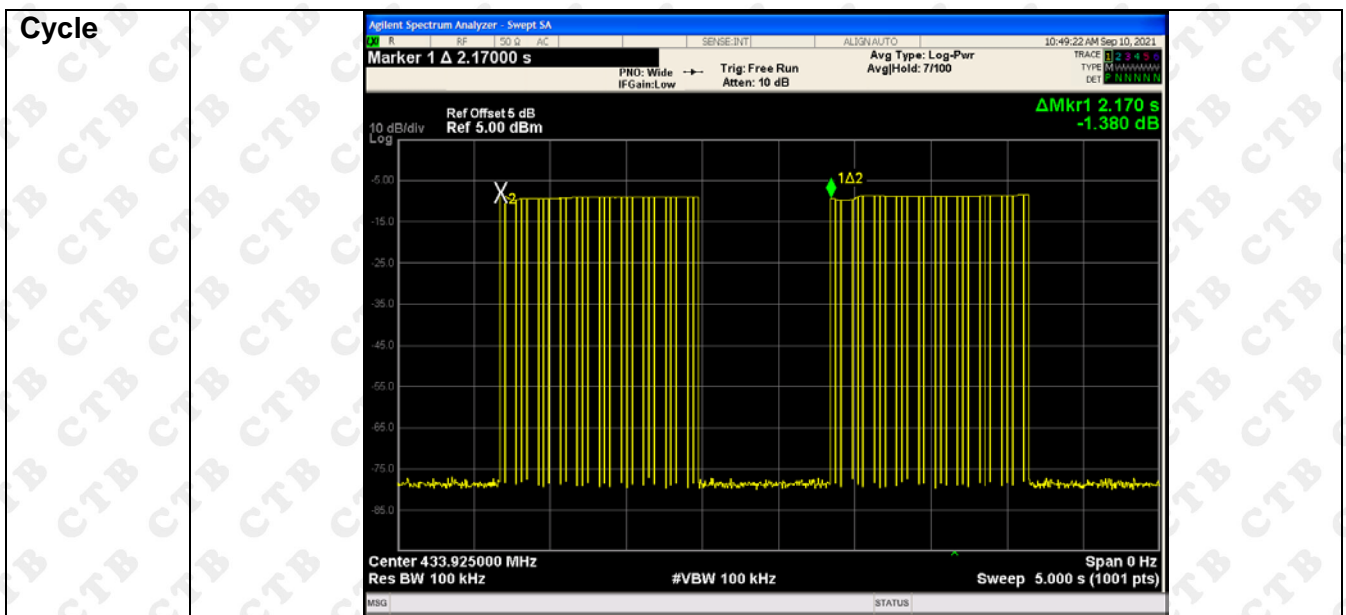 Cycle
Agilent Spectrum Analyzer - Swept SA
R RF 50 Ω AC SENSE:INT ALIGN AUTO 10:49:22 AM Sep 10, 2021
Marker 1 Δ 2.17000 s
PNO: Wide
IFGain:Low
Trig: Free Run
Atten: 10 dB
Avg Type: Log-Pwr
Avg|Hold: 7/100
TRACE 1 2 3 4 5 6
TYPE M
DET P N N N N N
ΔMkr1 2.170 s
-1.380 dB
Ref Offset 5 dB
10 dB/div Ref 5.00 dBm
Log
-5.00
-15.0
-25.0
-35.0
-45.0
-55.0
-65.0
-75.0
-85.0
X2
1Δ2
Center 433.925000 MHz Span 0 Hz
Res BW 100 kHz #VBW 100 kHz Sweep 5.000 s (1001 pts)
MSG STATUS
CTB